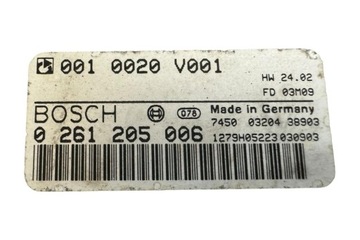 001 0020 V001
HW 24.02
FD 03M09
BOSCH
078
Made in Germany
7450 03204 38903
0 261 205 006
1279H05223 030903